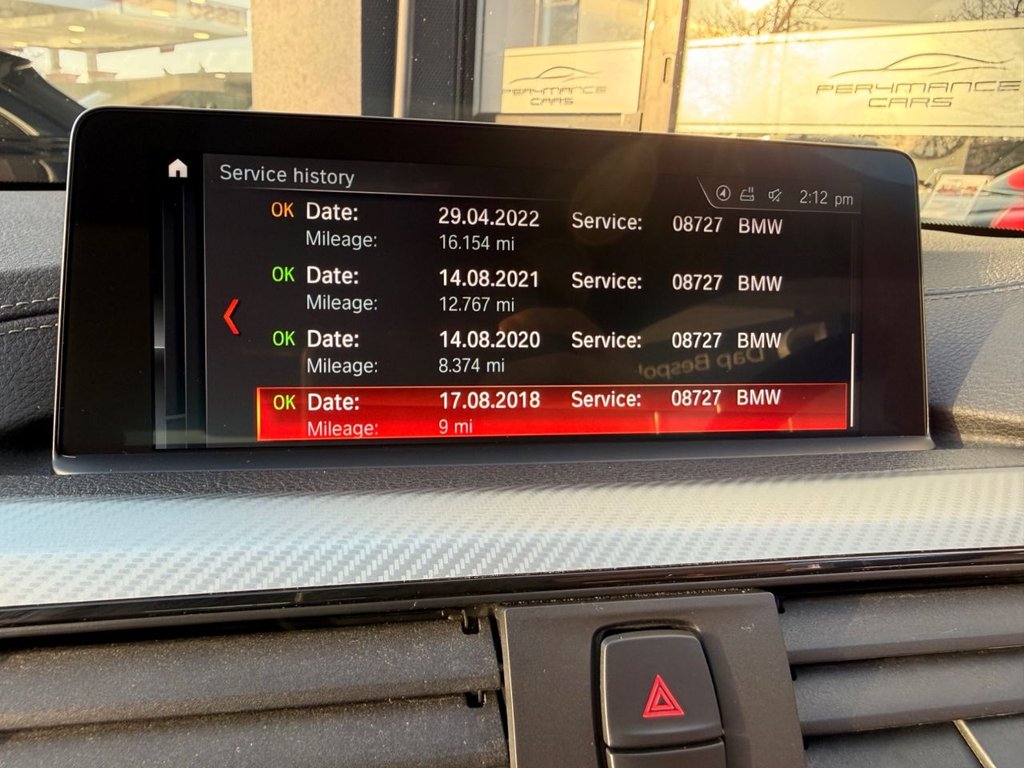 PER4MANCE
CARS
PER4MANCE
CARS
Service history
2:12 pm
OK Date: 29.04.2022 Service: 08727 BMW
Mileage: 16.154 mi
OK Date: 14.08.2021 Service: 08727 BMW
Mileage: 12.767 mi
OK Date: 14.08.2020 Service: 08727 BMW
Mileage: 8.374 mi
OK Date: 17.08.2018 Service: 08727 BMW
Mileage: 9 mi